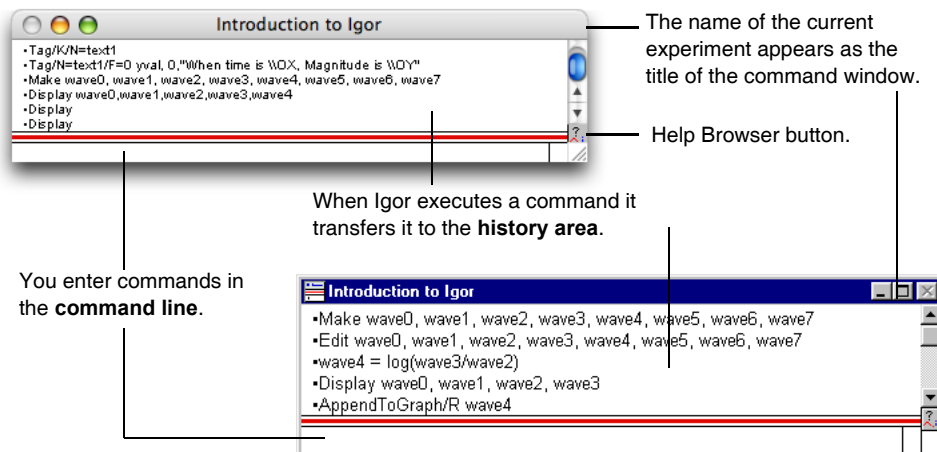 Introduction to Igor
•Tag/K/N=text1
•Tag/N=text1/F=0 yval, 0,"When time is \\OX, Magnitude is \\OY"
•Make wave0, wave1, wave2, wave3, wave4, wave5, wave6, wave7
•Display wave0,wave1,wave2,wave3,wave4
•Display
•Display
The name of the current
experiment appears as the
title of the command window.
Help Browser button.
When Igor executes a command it
transfers it to the history area.
You enter commands in
the command line.
Introduction to Igor
•Make wave0, wave1, wave2, wave3, wave4, wave5, wave6, wave7
•Edit wave0, wave1, wave2, wave3, wave4, wave5, wave6, wave7
•wave4 = log(wave3/wave2)
•Display wave0, wave1, wave2, wave3
•AppendToGraph/R wave4